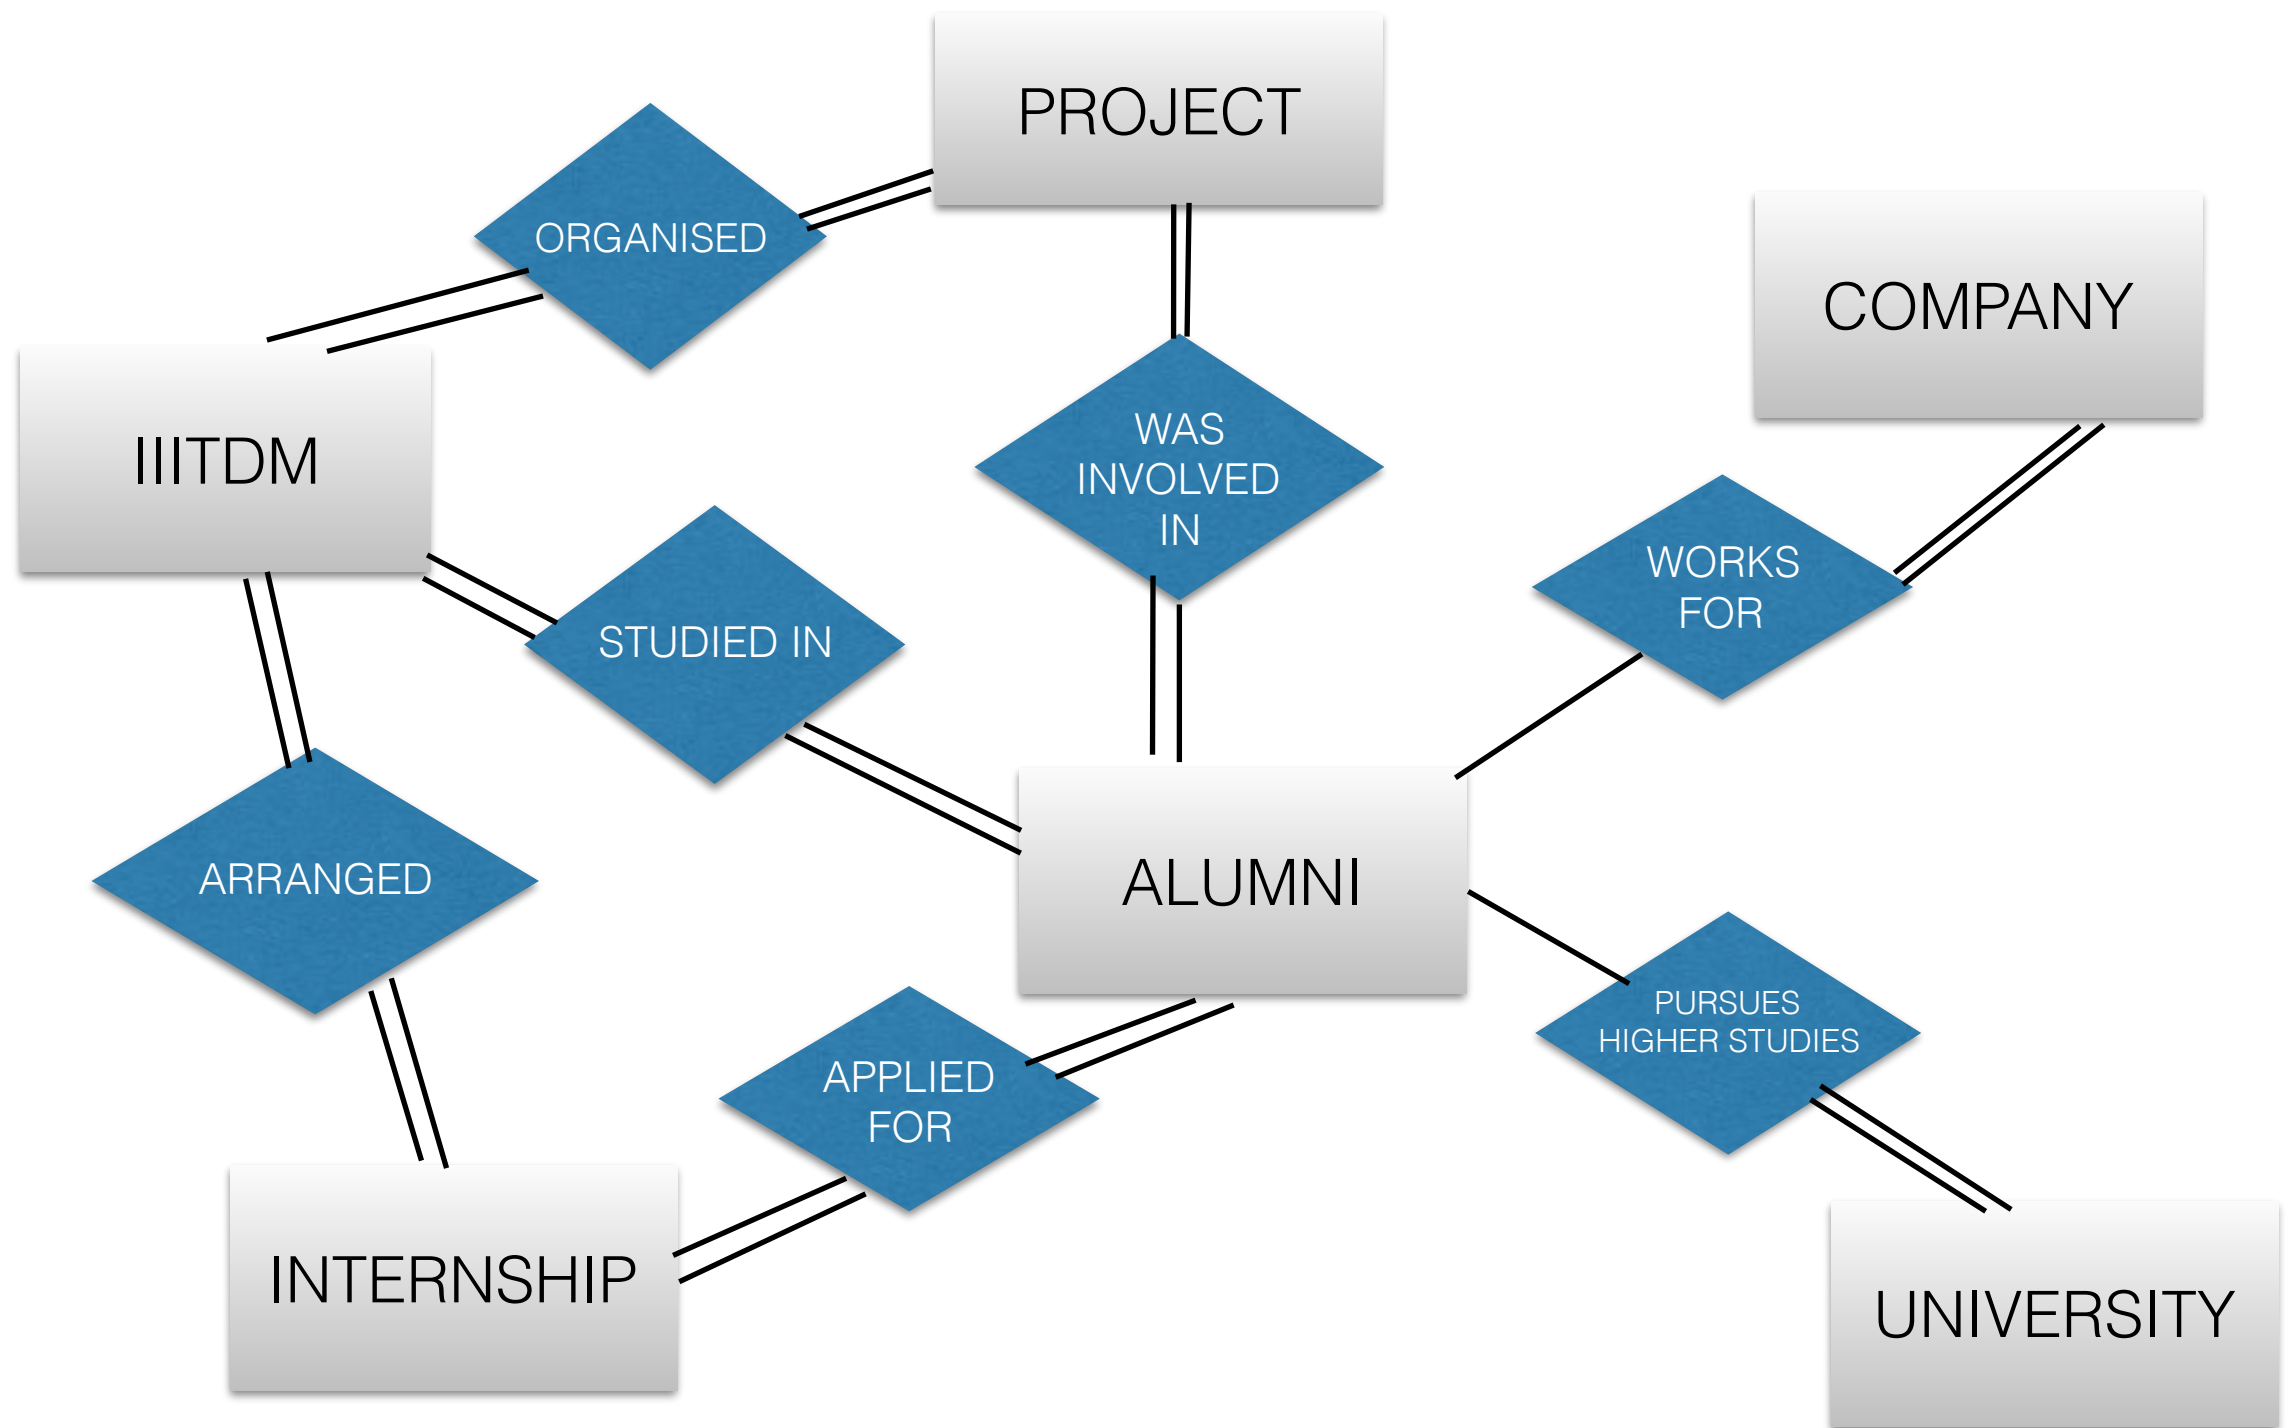 PROJECT
ORGANISED
COMPANY
IIITDM
WAS
INVOLVED
IN
WORKS
FOR
STUDIED IN
ARRANGED
ALUMNI
PURSUES
HIGHER STUDIES
APPLIED
FOR
INTERNSHIP
UNIVERSITY